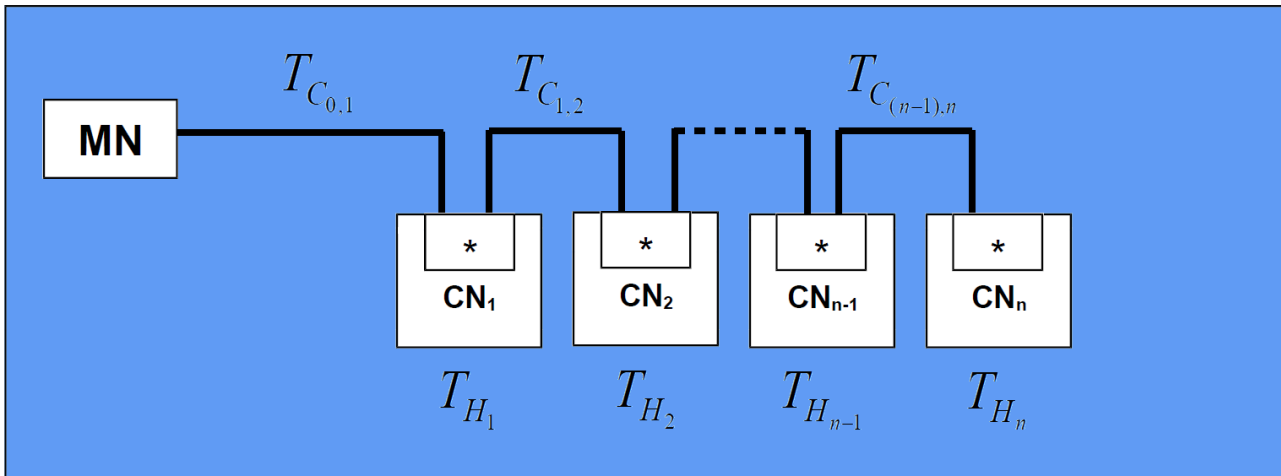 T_{C_{0,1}} T_{C_{1,2}} T_{C_{(n-1),n}}
MN
* * * *
CN₁ CN₂ CNₙ₋₁ CNₙ
T_{H_1} T_{H_2} T_{H_{n-1}} T_{H_n}